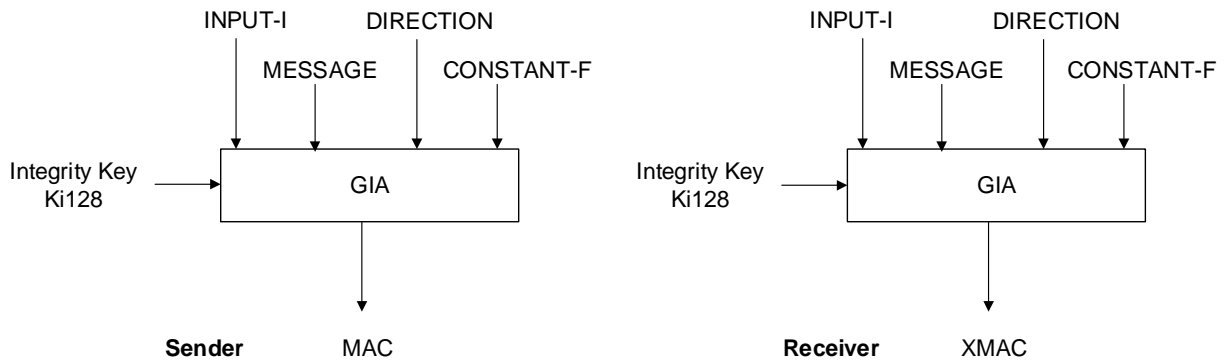 INPUT-I DIRECTION
MESSAGE CONSTANT-F
Integrity Key
Ki128
GIA
Sender MAC
INPUT-I DIRECTION
MESSAGE CONSTANT-F
Integrity Key
Ki128
GIA
Receiver XMAC